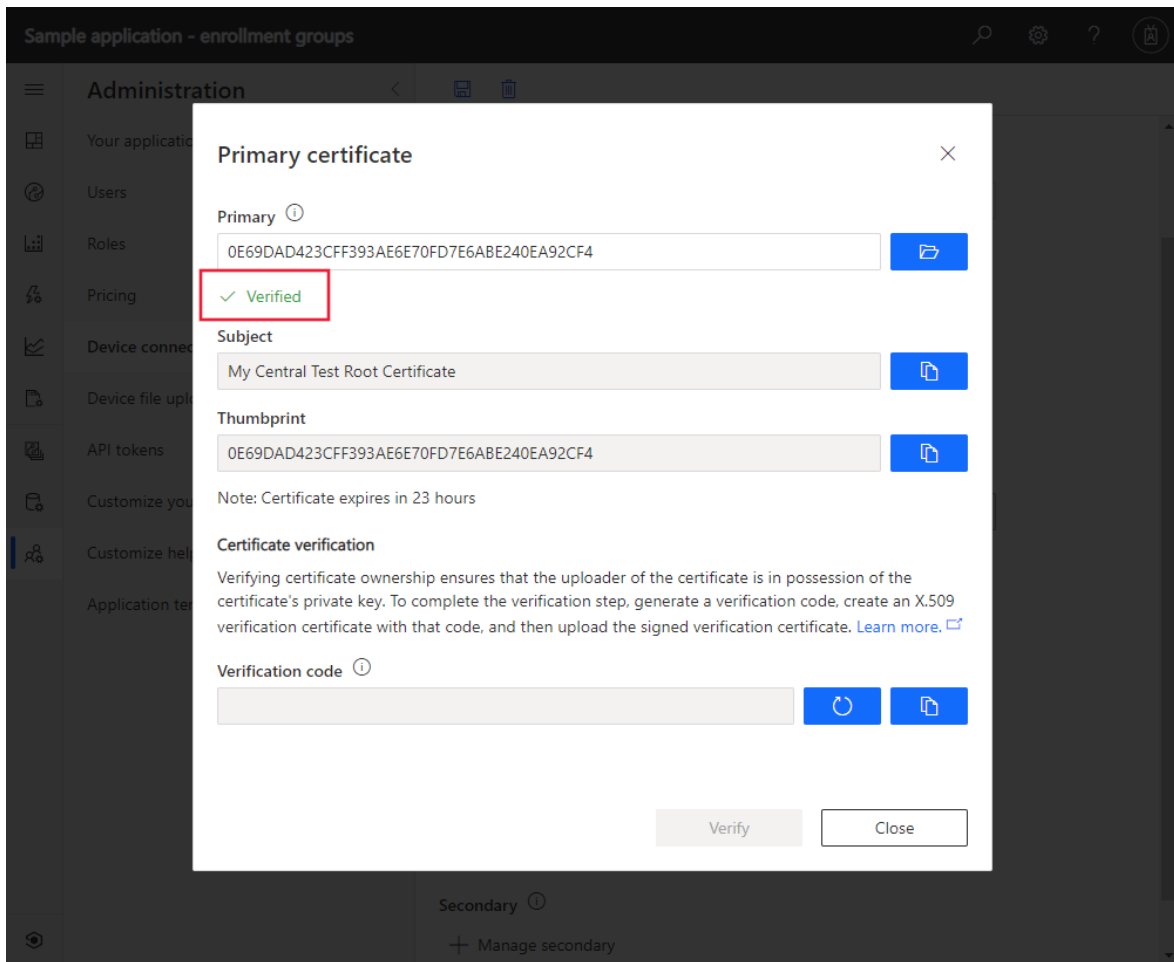 Sample application - enrollment groups
Administration
Your applicatio
Users
Roles
Pricing
Device connec
Device file uplo
API tokens
Customize you
Customize help
Application ter
Primary certificate
Primary
0E69DAD423CFF393AE6E70FD7E6ABE240EA92CF4
Verified
Subject
My Central Test Root Certificate
Thumbprint
0E69DAD423CFF393AE6E70FD7E6ABE240EA92CF4
Note: Certificate expires in 23 hours
Certificate verification
Verifying certificate ownership ensures that the uploader of the certificate is in possession of the
certificate's private key. To complete the verification step, generate a verification code, create an X.509
verification certificate with that code, and then upload the signed verification certificate. Learn more.
Verification code
Verify
Close
Secondary
Manage secondary